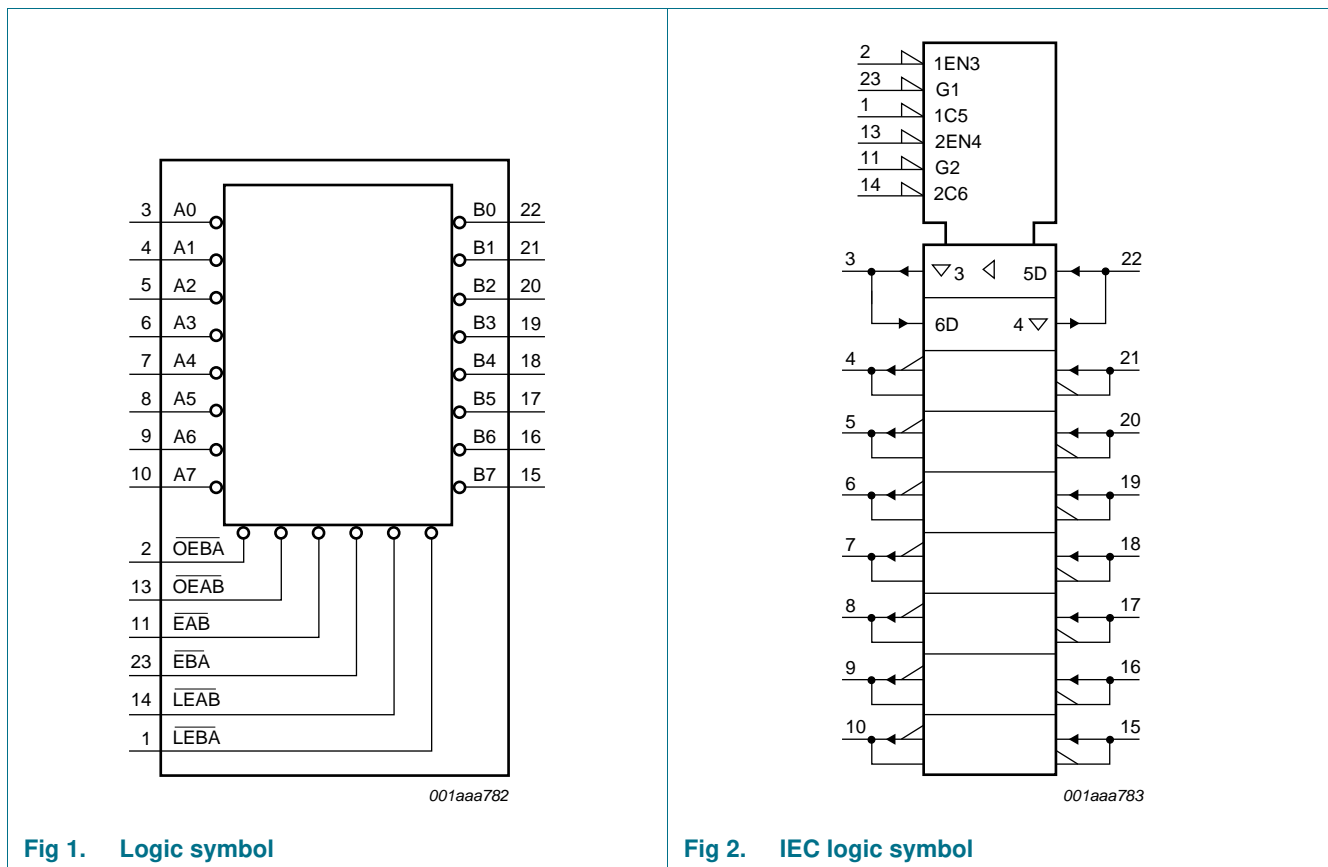 3 A0 B0 22
4 A1 B1 21
5 A2 B2 20
6 A3 B3 19
7 A4 B4 18
8 A5 B5 17
9 A6 B6 16
10 A7 B7 15
2 OEBA
13 OEAB
11 EAB
23 EBA
14 LEAB
1 LEBA
001aaa782
Fig 1. Logic symbol
2 1EN3
23 G1
1 1C5
13 2EN4
11 G2
14 2C6
3 3 5D 22
6D 4
4 21
5 20
6 19
7 18
8 17
9 16
10 15
001aaa783
Fig 2. IEC logic symbol